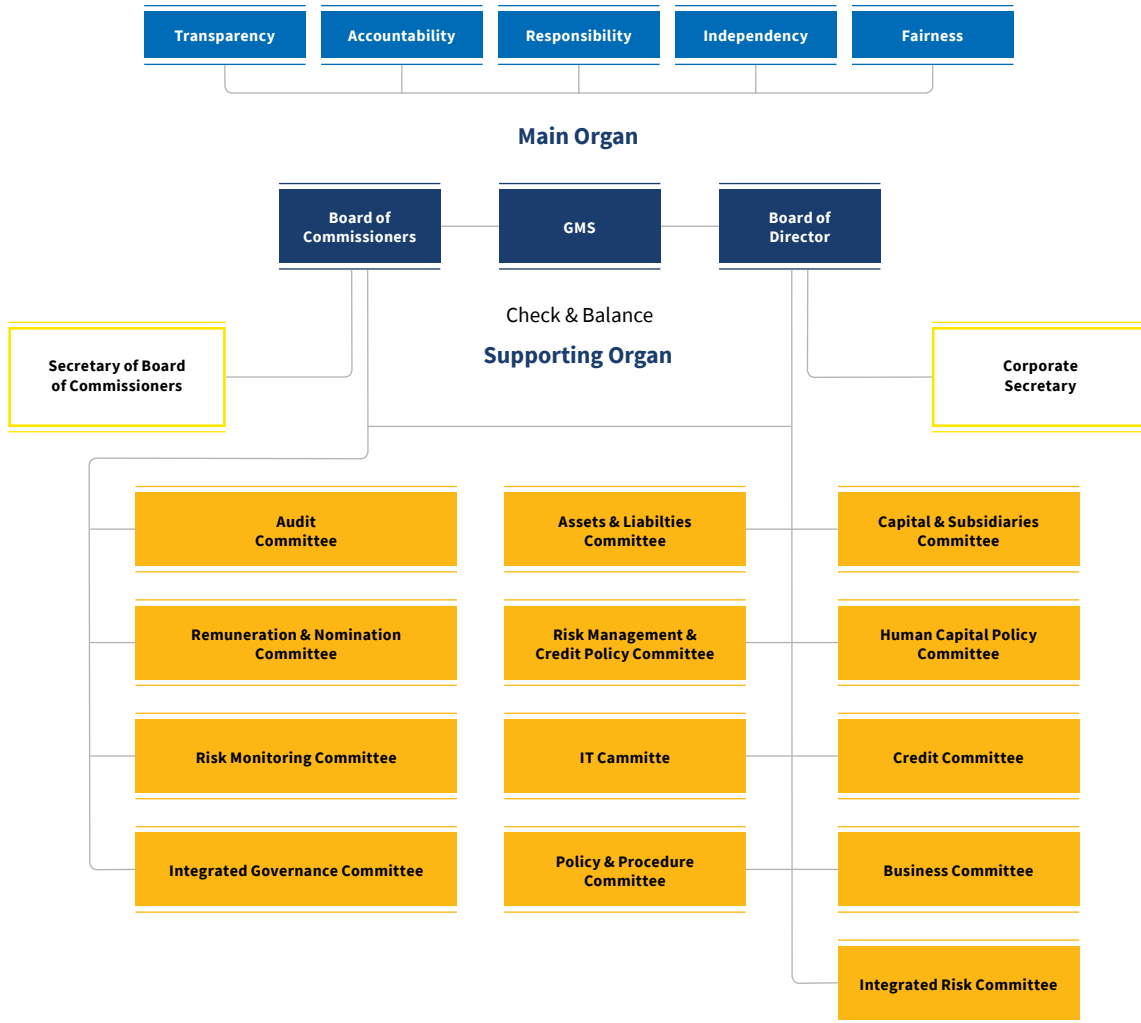 Transparency
Accountability
Responsibility
Independency
Fairness
Main Organ
Board of
Commissioners
GMS
Board of
Director
Check & Balance
Supporting Organ
Secretary of Board
of Commissioners
Corporate
Secretary
Audit
Committee
Assets & Liabilties
Committee
Capital & Subsidiaries
Committee
Remuneration & Nomination
Committee
Risk Management &
Credit Policy Committee
Human Capital Policy
Committee
Risk Monitoring Committee
IT Cammitte
Credit Committee
Integrated Governance Committee
Policy & Procedure
Committee
Business Committee
Integrated Risk Committee